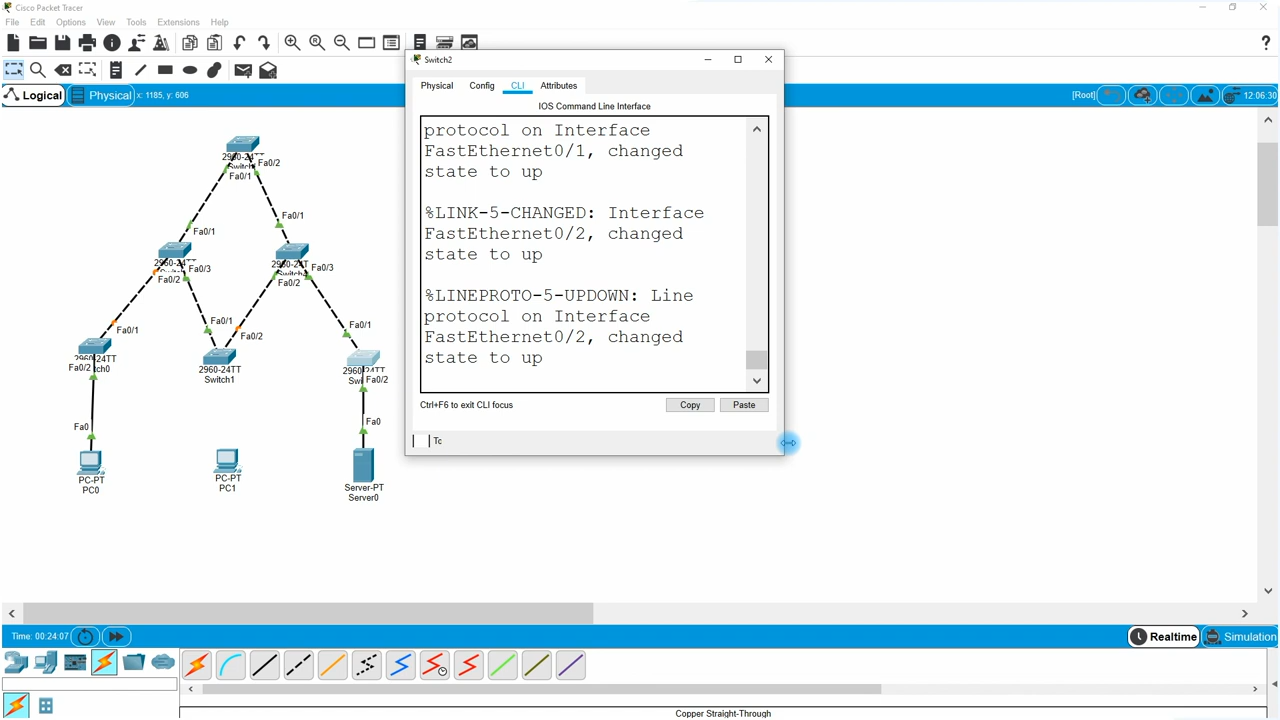 Cisco Packet Tracer
File Edit Options View Tools Extensions Help
?
Logical Physical x: 1185, y: 606 [Root] 12:06:30
Switch2
Physical Config CLI Attributes
IOS Command Line Interface
protocol on Interface
FastEthernet0/1, changed
state to up
%LINK-5-CHANGED: Interface
FastEthernet0/2, changed
state to up
%LINEPROTO-5-UPDOWN: Line
protocol on Interface
FastEthernet0/2, changed
state to up
Ctrl+F6 to exit CLI focus Copy Paste
Fa0/2
Fa0/1
Fa0/1
Fa0/1
Fa0/3
Fa0/3
Fa0/2
Fa0/2
Fa0/1
Fa0/1
Fa0/1
Fa0/2
Fa0/2
2960-24TT
Switch1
Fa0/2
Fa0
Fa0
PC-PT
PC0
PC-PT
PC1
Server-PT
Server0
Time: 00:24:07 Realtime Simulation
Copper Straight-Through